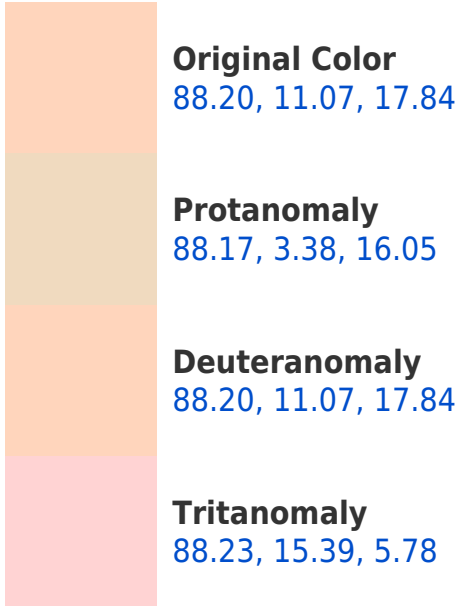 Original Color
88.20, 11.07, 17.84
Protanomaly
88.17, 3.38, 16.05
Deuteranomaly
88.20, 11.07, 17.84
Tritanomaly
88.23, 15.39, 5.78